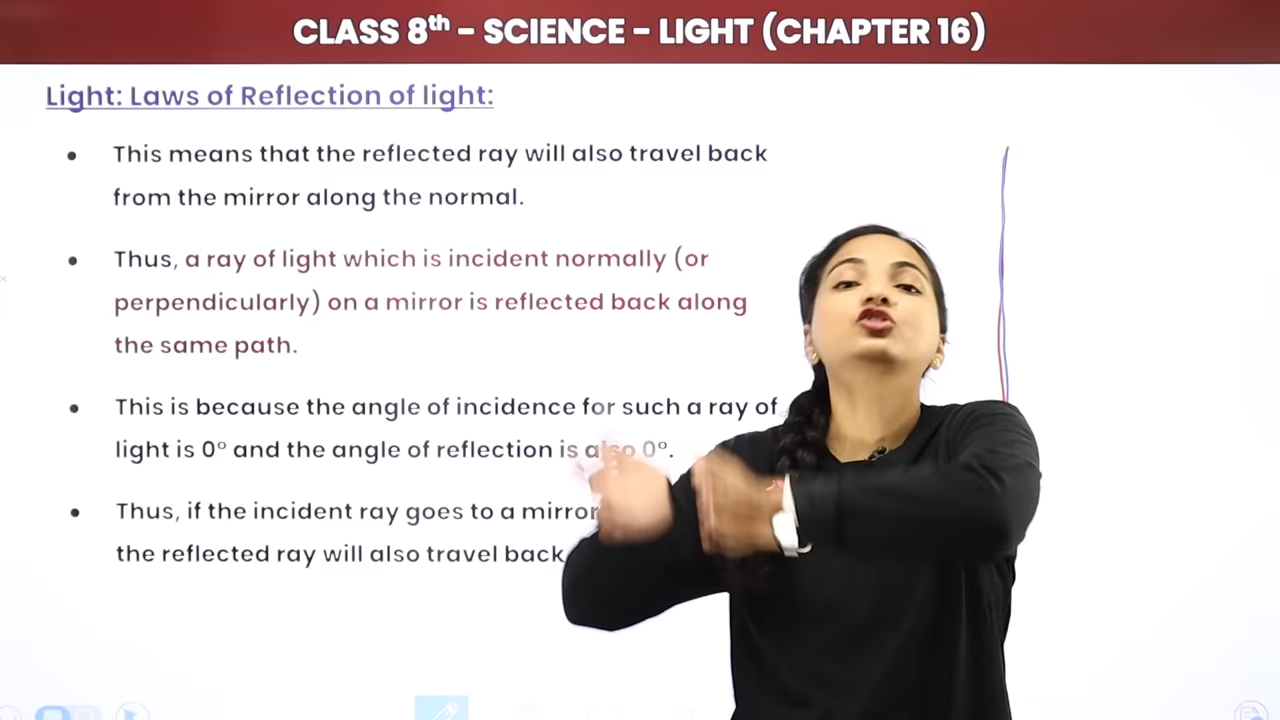 CLASS 8th – SCIENCE – LIGHT (CHAPTER 16)
Light: Laws of Reflection of light:
• This means that the reflected ray will also travel back
from the mirror along the normal.
• Thus, a ray of light which is incident normally (or
perpendicularly) on a mirror is reflected back along
the same path.
• This is because the angle of incidence for such a ray of
light is 0° and the angle of reflection is also 0°.
• Thus, if the incident ray goes to a mirror
the reflected ray will also travel back